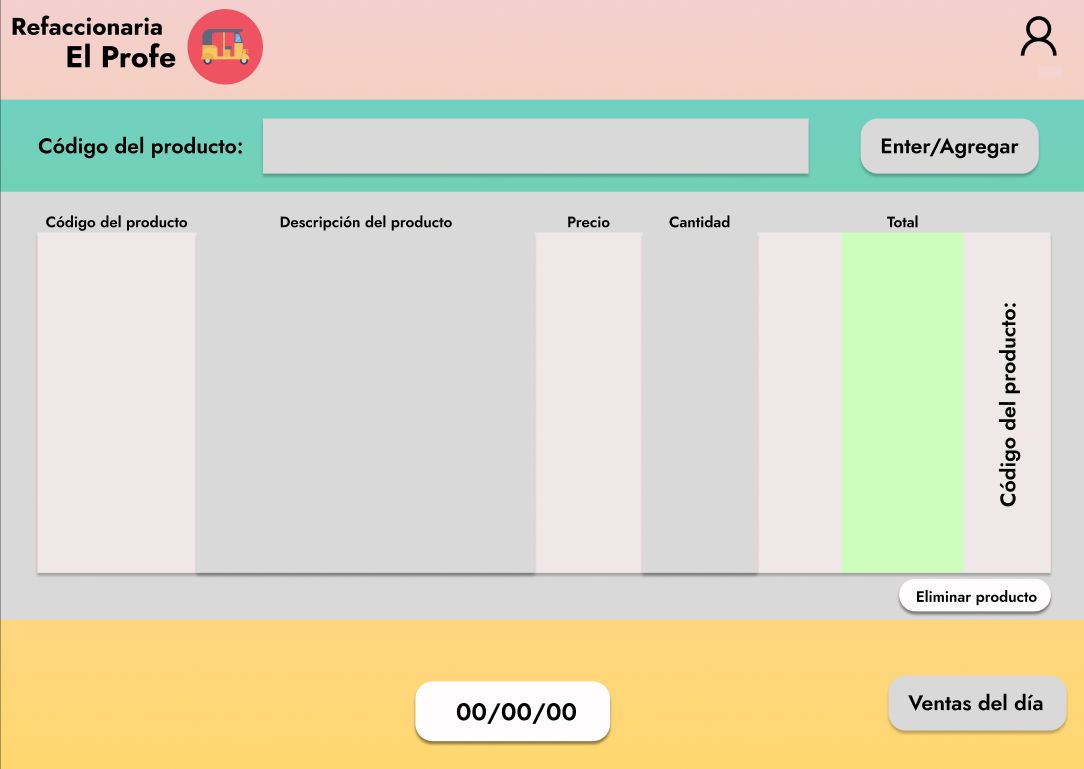 Refaccionaria
El Profe
Código del producto:
Enter/Agregar
Código del producto
Descripción del producto
Precio
Cantidad
Total
Código del producto:
Eliminar producto
00/00/00
Ventas del día